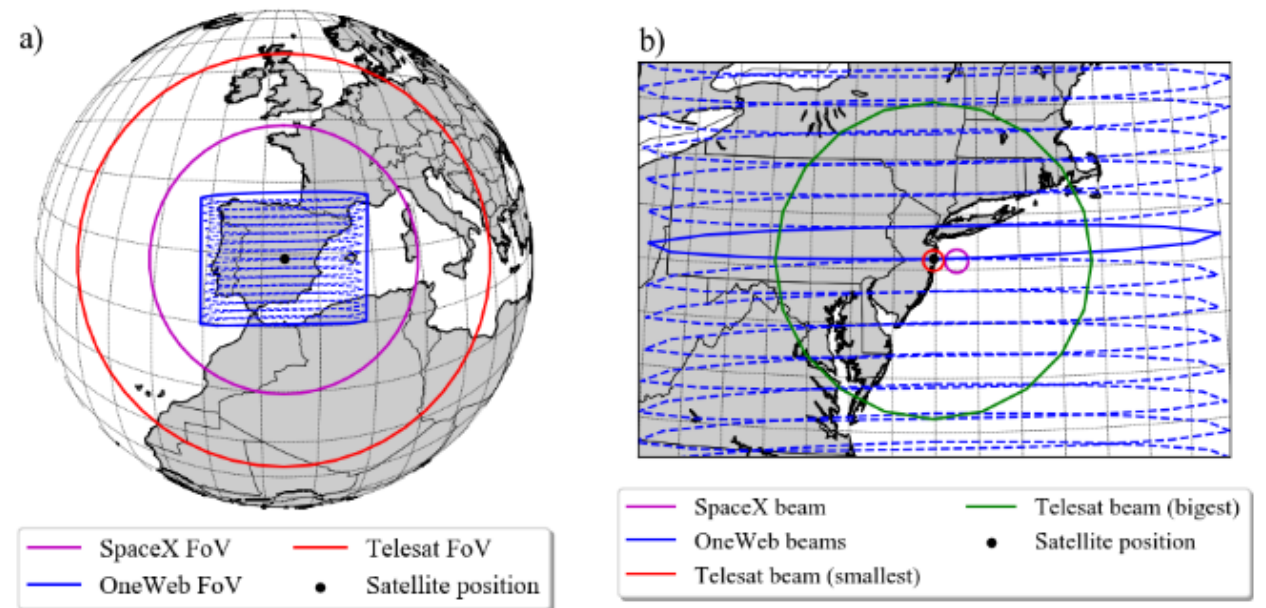 a)
b)
SpaceX FoV
Telesat FoV
OneWeb FoV
Satellite position
SpaceX beam
Telesat beam (bigest)
OneWeb beams
Satellite position
Telesat beam (smallest)